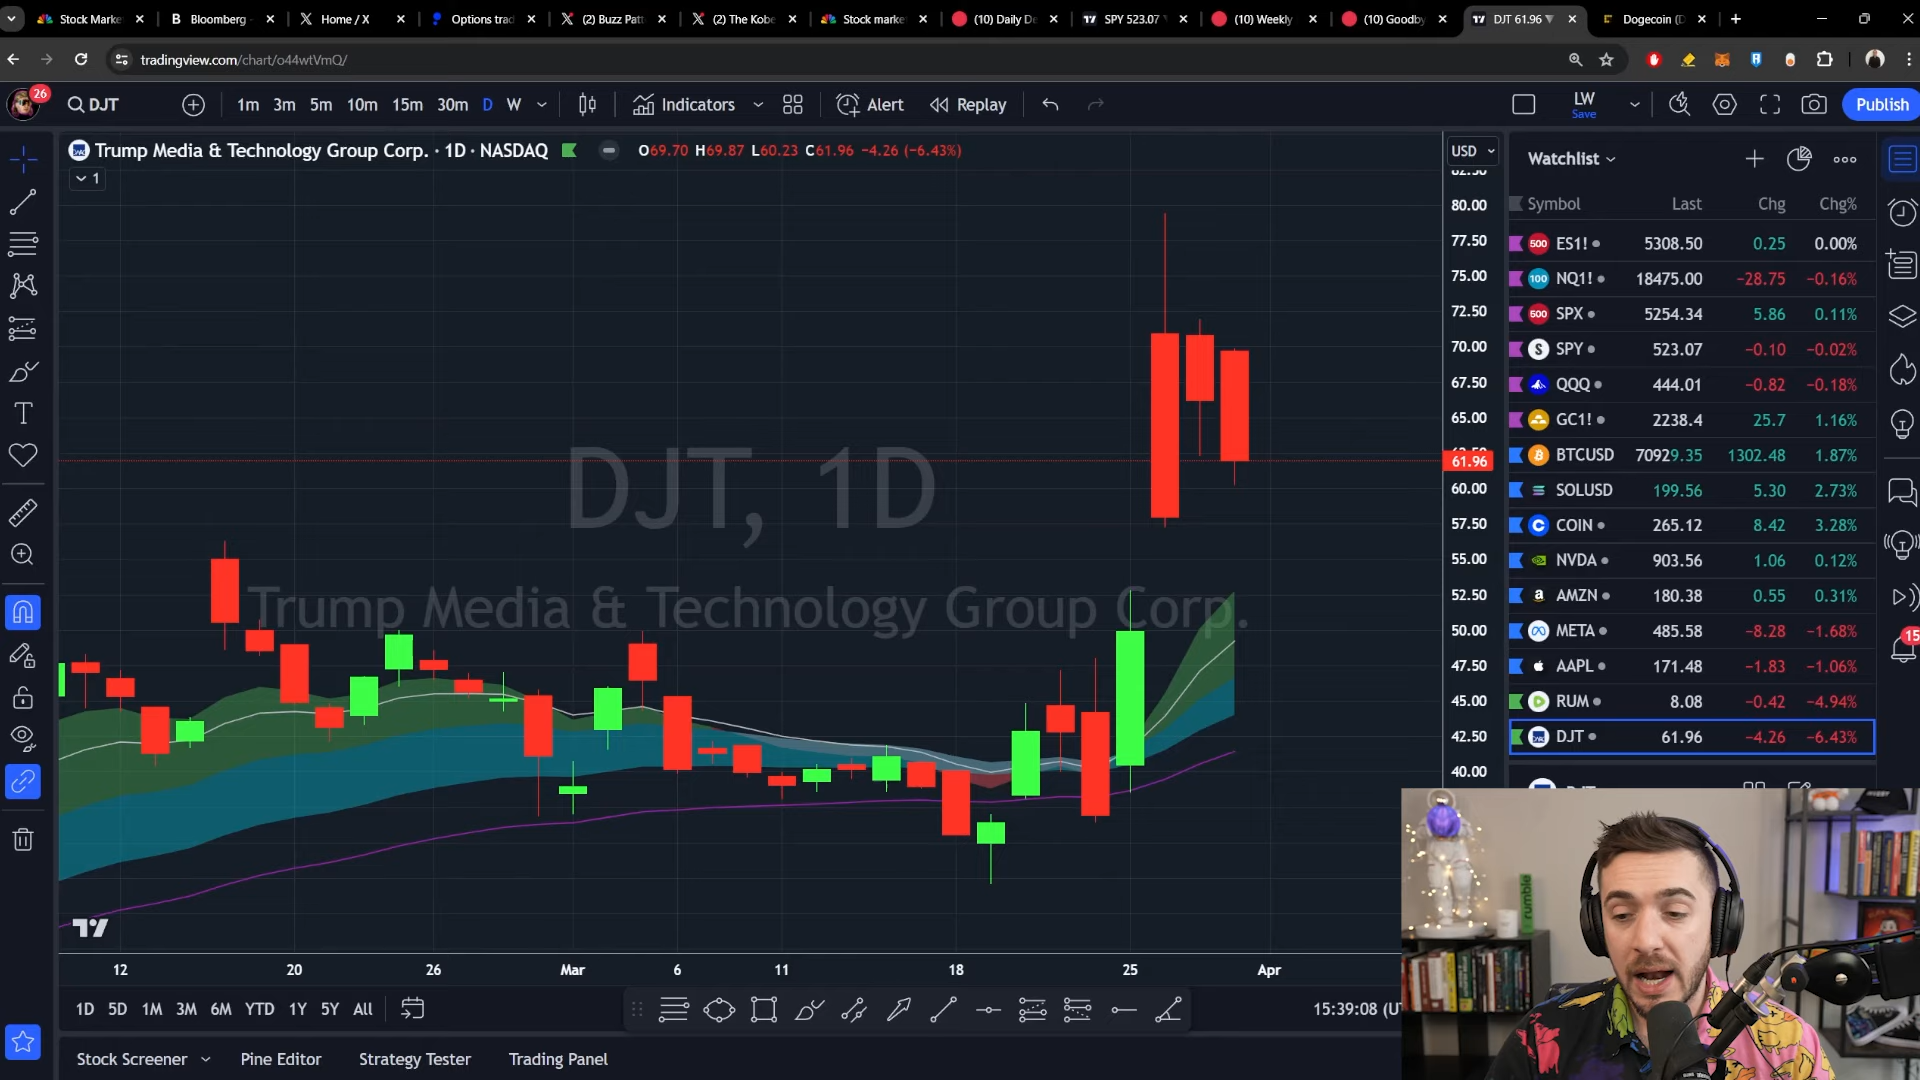 Stock Marke
Bloomberg -
Home / X
Options trad
(2) Buzz Patt
(2) The Kobe
Stock marke
(10) Daily De
SPY 523.07
(10) Weekly
(10) Goodby
DJT 61.96
Dogecoin (D
tradingview.com/chart/o44wtVmQ/
26
DJT
1m 3m 5m 10m 15m 30m D W
Indicators
Alert
Replay
LW
Save
Publish
Trump Media & Technology Group Corp. · 1D · NASDAQ
O69.70 H69.87 L60.23 C61.96 −4.26 (−6.43%)
1
USD
80.00
77.50
75.00
72.50
70.00
67.50
65.00
61.96
60.00
57.50
55.00
52.50
50.00
47.50
45.00
42.50
40.00
DJT, 1D
Trump Media & Technology Group Corp.
12 20 26 Mar 6 11 18 25 Apr
1D 5D 1M 3M 6M YTD 1Y 5Y All
15:39:08 (UT
Stock Screener
Pine Editor
Strategy Tester
Trading Panel
Watchlist
Symbol Last Chg Chg%
500 ES1! 5308.50 0.25 0.00%
100 NQ1! 18475.00 −28.75 −0.16%
500 SPX 5254.34 5.86 0.11%
S SPY 523.07 −0.10 −0.02%
QQQ 444.01 −0.82 −0.18%
GC1! 2238.4 25.7 1.16%
BTCUSD 70929.35 1302.48 1.87%
SOLUSD 199.56 5.30 2.73%
COIN 265.12 8.42 3.28%
NVDA 903.56 1.06 0.12%
AMZN 180.38 0.55 0.31%
META 485.58 −8.28 −1.68%
AAPL 171.48 −1.83 −1.06%
RUM 8.08 −0.42 −4.94%
DJT 61.96 −4.26 −6.43%
15
rumble